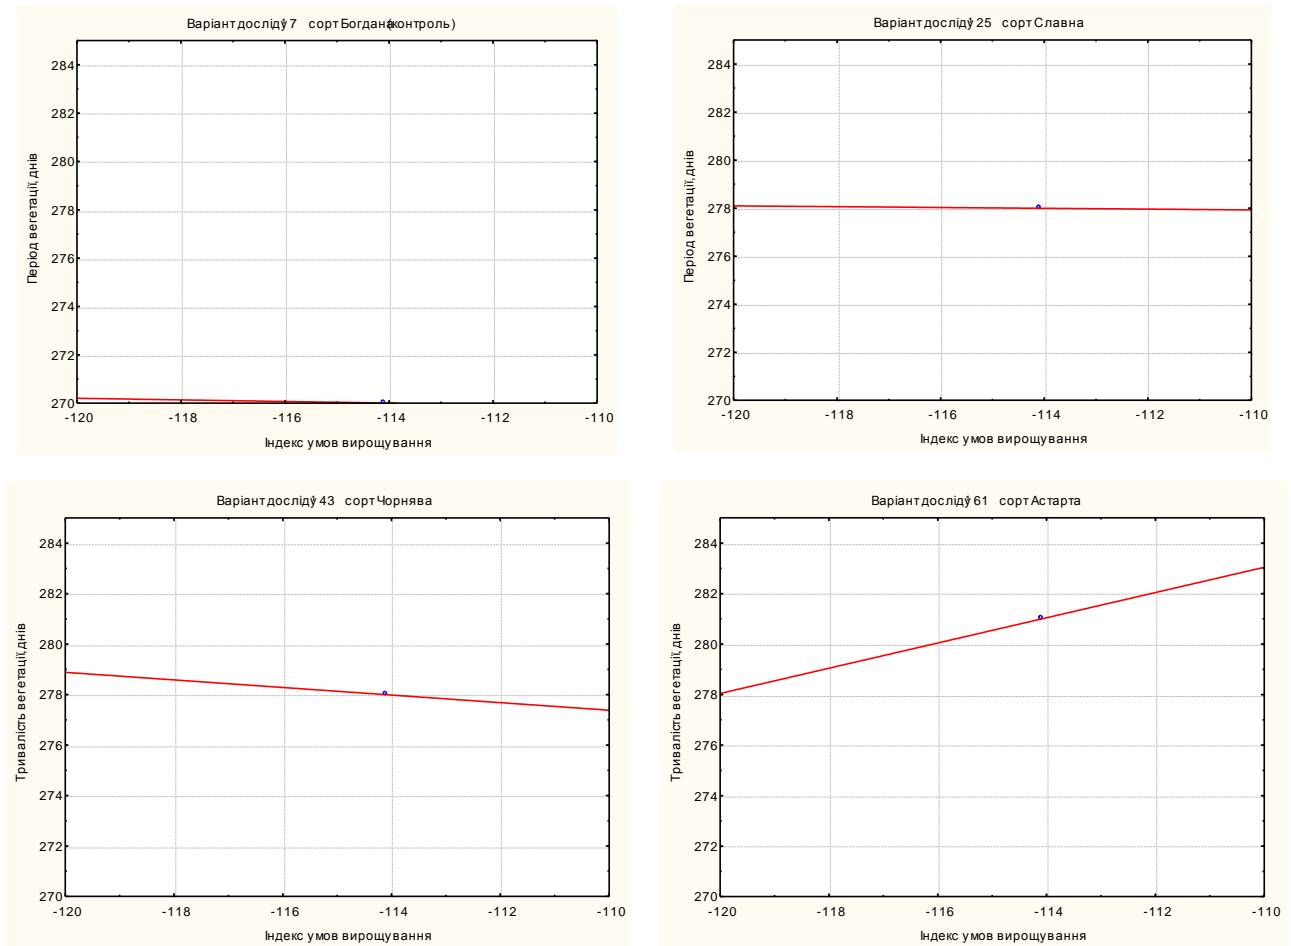 Варіант досліду 7 сорт Богдана (контроль)
284
282
280
278
276
274
272
270
-120 -118 -116 -114 -112 -110
Період вегетації, днів
Індекс умов вирощування
Варіант досліду 25 сорт Славна
284
282
280
278
276
274
272
270
-120 -118 -116 -114 -112 -110
Період вегетації, днів
Індекс умов вирощування
Варіант досліду 43 сорт Чорнява
284
282
280
278
276
274
272
270
-120 -118 -116 -114 -112 -110
Тривалість вегетації, днів
Індекс умов вирощування
Варіант досліду 61 сорт Астарта
284
282
280
278
276
274
272
270
-120 -118 -116 -114 -112 -110
Тривалість вегетації, днів
Індекс умов вирощування